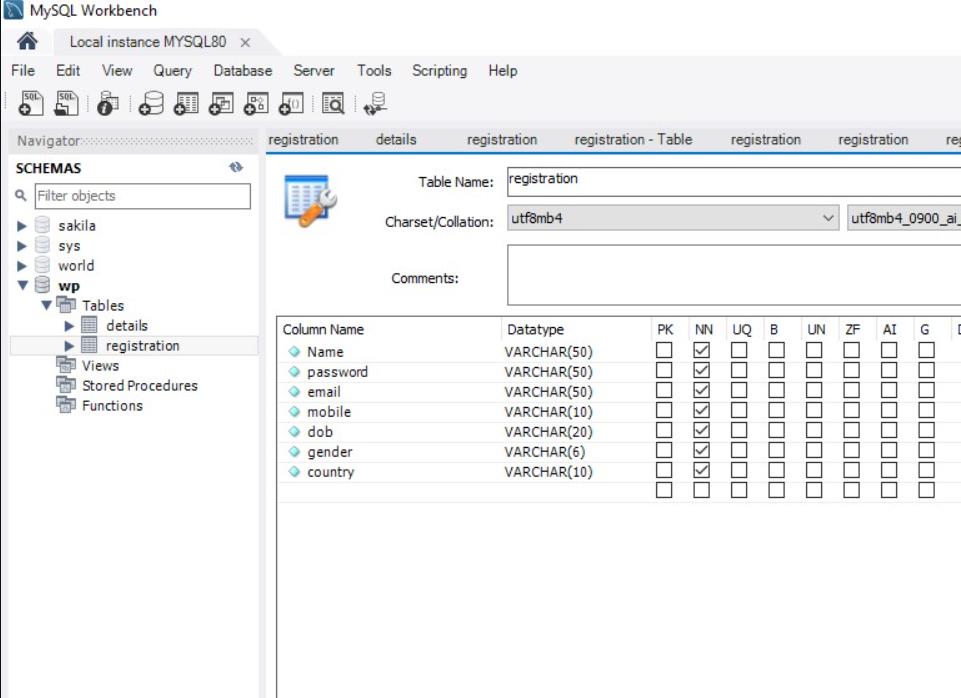 MySQL Workbench
Local instance MYSQL80 ×
File Edit View Query Database Server Tools Scripting Help
SQL SQL
Navigator
registration details registration registration - Table registration registration reg
SCHEMAS
Filter objects
sakila
sys
world
wp
Tables
details
registration
Views
Stored Procedures
Functions
Table Name: registration
Charset/Collation: utf8mb4 utf8mb4_0900_ai_
Comments:
Column Name Datatype PK NN UQ B UN ZF AI G
Name VARCHAR(50)
password VARCHAR(50)
email VARCHAR(50)
mobile VARCHAR(10)
dob VARCHAR(20)
gender VARCHAR(6)
country VARCHAR(10)